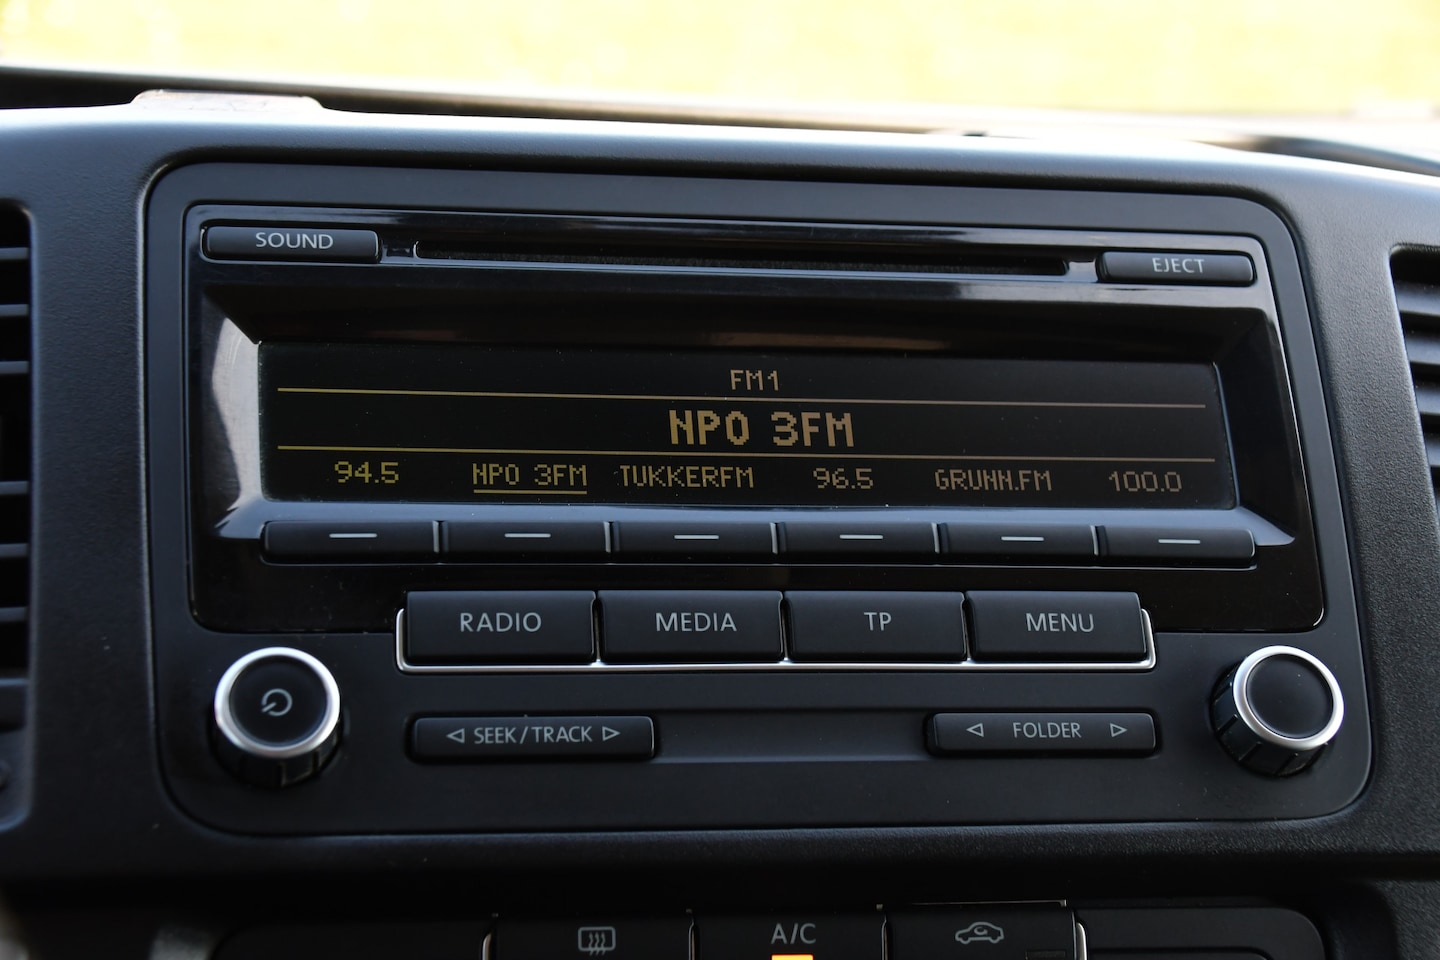 SOUND
EJECT
FM1
NPO 3FM
94.5 NPO 3FM TUKKERFM 96.5 GRUNN.FM 100.0
RADIO MEDIA TP MENU
SEEK/TRACK FOLDER
A/C